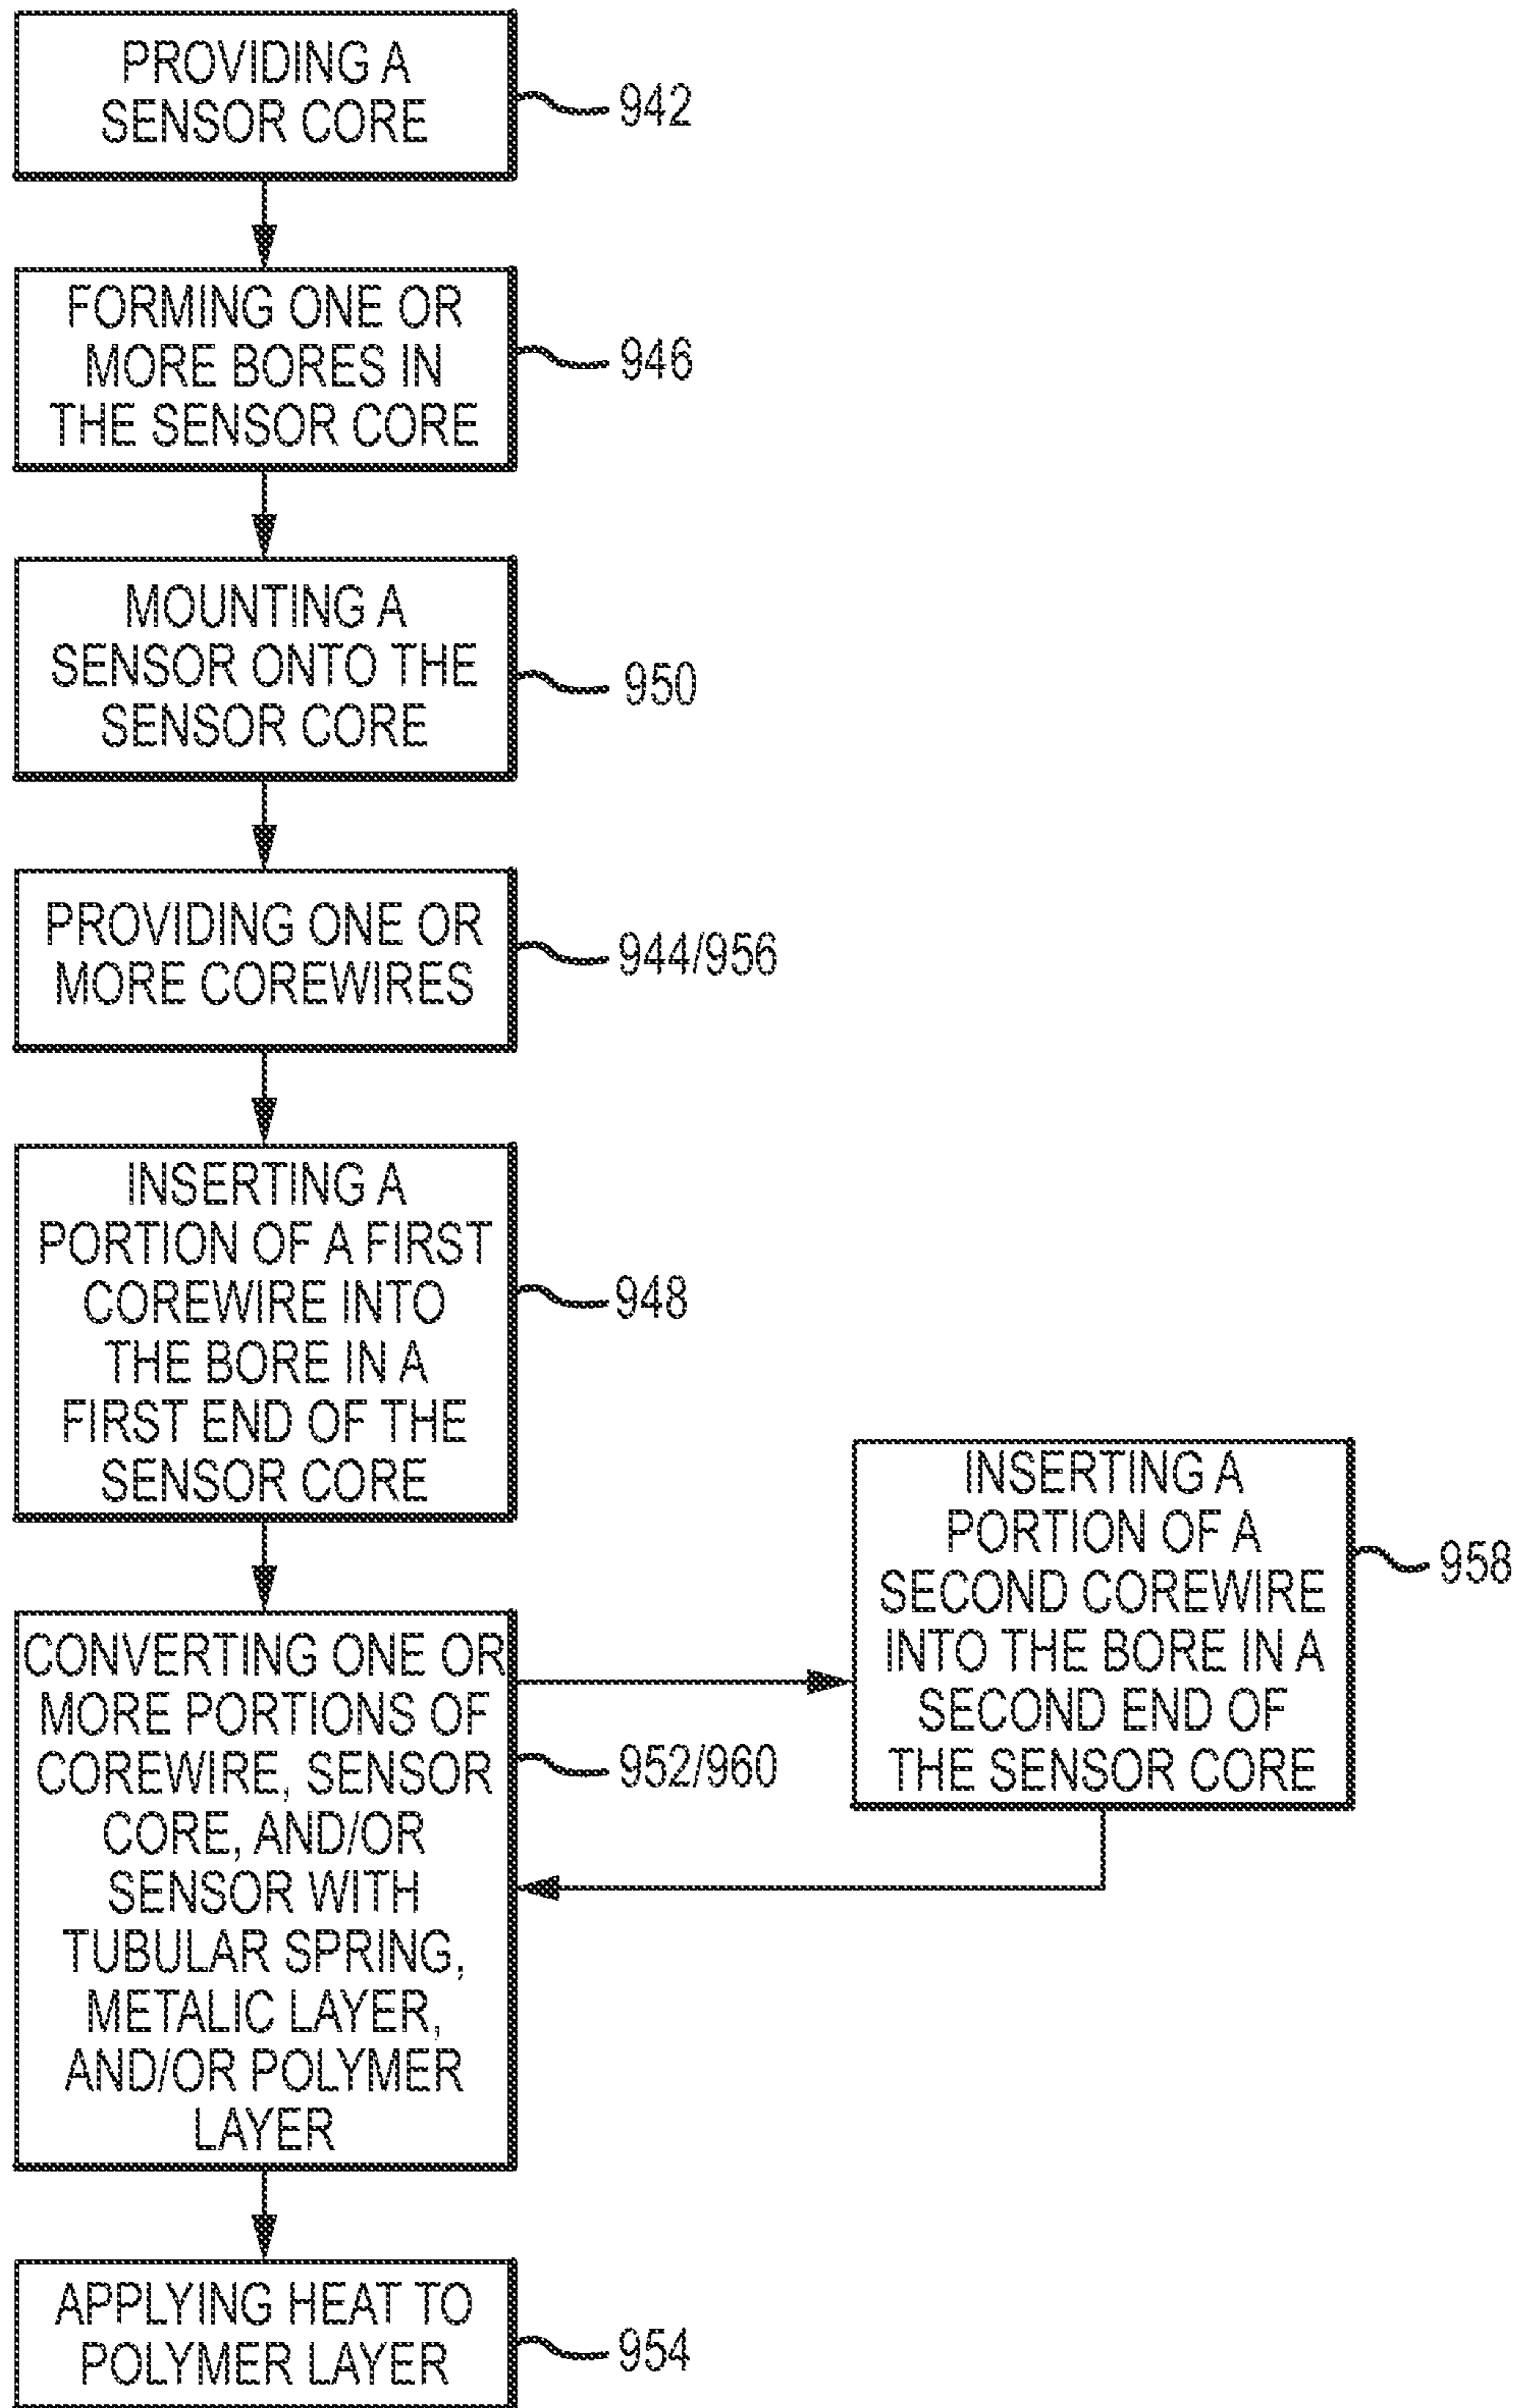 PROVIDING A
SENSOR CORE
942
FORMING ONE OR
MORE BORES IN
THE SENSOR CORE
946
MOUNTING A
SENSOR ONTO THE
SENSOR CORE
950
PROVIDING ONE OR
MORE COREWIRES
944/956
INSERTING A
PORTION OF A FIRST
COREWIRE INTO
THE BORE IN A
FIRST END OF THE
SENSOR CORE
948
CONVERTING ONE OR
MORE PORTIONS OF
COREWIRE, SENSOR
CORE, AND/OR
SENSOR WITH
TUBULAR SPRING,
METALIC LAYER,
AND/OR POLYMER
LAYER
952/960
INSERTING A
PORTION OF A
SECOND COREWIRE
INTO THE BORE IN A
SECOND END OF
THE SENSOR CORE
958
APPLYING HEAT TO
POLYMER LAYER
954